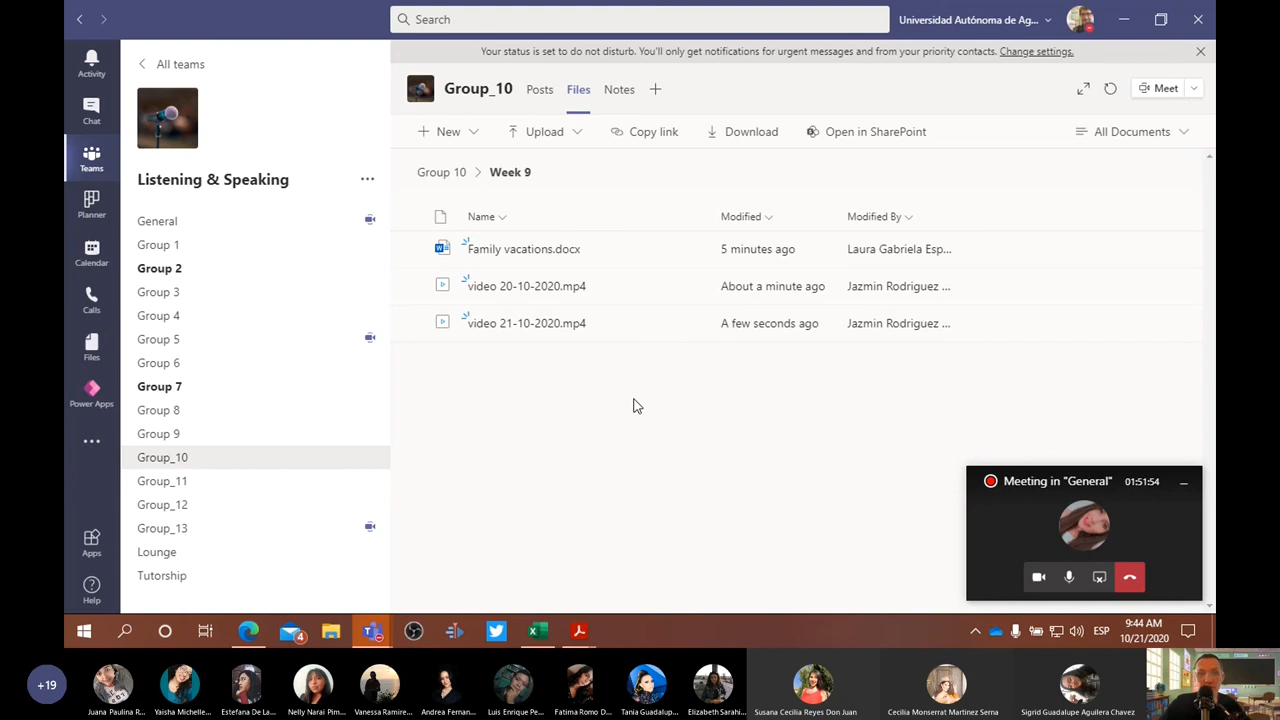 Search
Universidad Autónoma de Ag...
Your status is set to do not disturb. You'll only get notifications for urgent messages and from your priority contacts. Change settings.
Activity
Chat
Teams
Planner
Calendar
Calls
Files
Power Apps
Apps
Help
All teams
Listening & Speaking
General
Group 1
Group 2
Group 3
Group 4
Group 5
Group 6
Group 7
Group 8
Group 9
Group_10
Group_11
Group_12
Group_13
Lounge
Tutorship
Group_10 Posts Files Notes
Meet
New Upload Copy link Download Open in SharePoint All Documents
Group 10 > Week 9
Name Modified Modified By
Family vacations.docx 5 minutes ago Laura Gabriela Esp...
video 20-10-2020.mp4 About a minute ago Jazmin Rodriguez ...
video 21-10-2020.mp4 A few seconds ago Jazmin Rodriguez ...
Meeting in "General" 01:51:54
4
ESP
9:44 AM
10/21/2020
+19
Juana Paulina R...
Yaisha Michelle...
Estefana De La...
Nelly Narai Pim...
Vanessa Ramire...
Andrea Fernan...
Luis Enrique Pe...
Fatima Romo D...
Tania Guadalup...
Elizabeth Sarahi...
Susana Cecilia Reyes Don Juan
Cecilia Monserrat Martinez Serna
Sigrid Guadalupe Aguilera Chavez